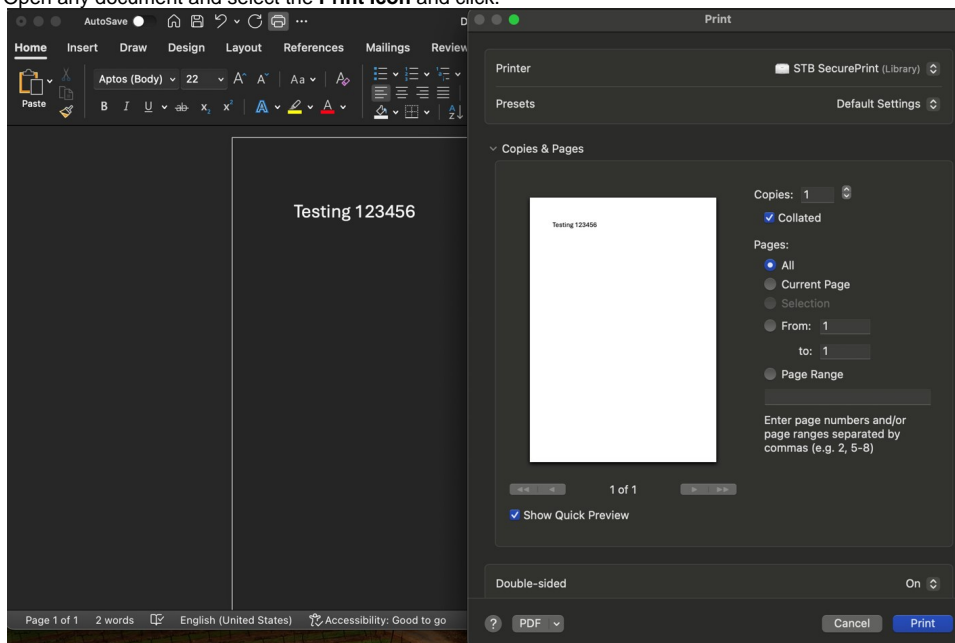 Open any document and select the Print Icon and click.
AutoSave
Print
Home Insert Draw Design Layout References Mailings Review
Paste
Aptos (Body) 22 A A Aa A
B I U ab x₂ x² A A
Printer
STB SecurePrint (Library)
Presets
Default Settings
Copies & Pages
Testing 123456
Testing 123456
Copies: 1
Collated
Pages:
All
Current Page
Selection
From: 1
to: 1
Page Range
Enter page numbers and/or
page ranges separated by
commas (e.g. 2, 5-8)
1 of 1
Show Quick Preview
Double-sided
On
Page 1 of 1 2 words English (United States) Accessibility: Good to go
? PDF
Cancel Print